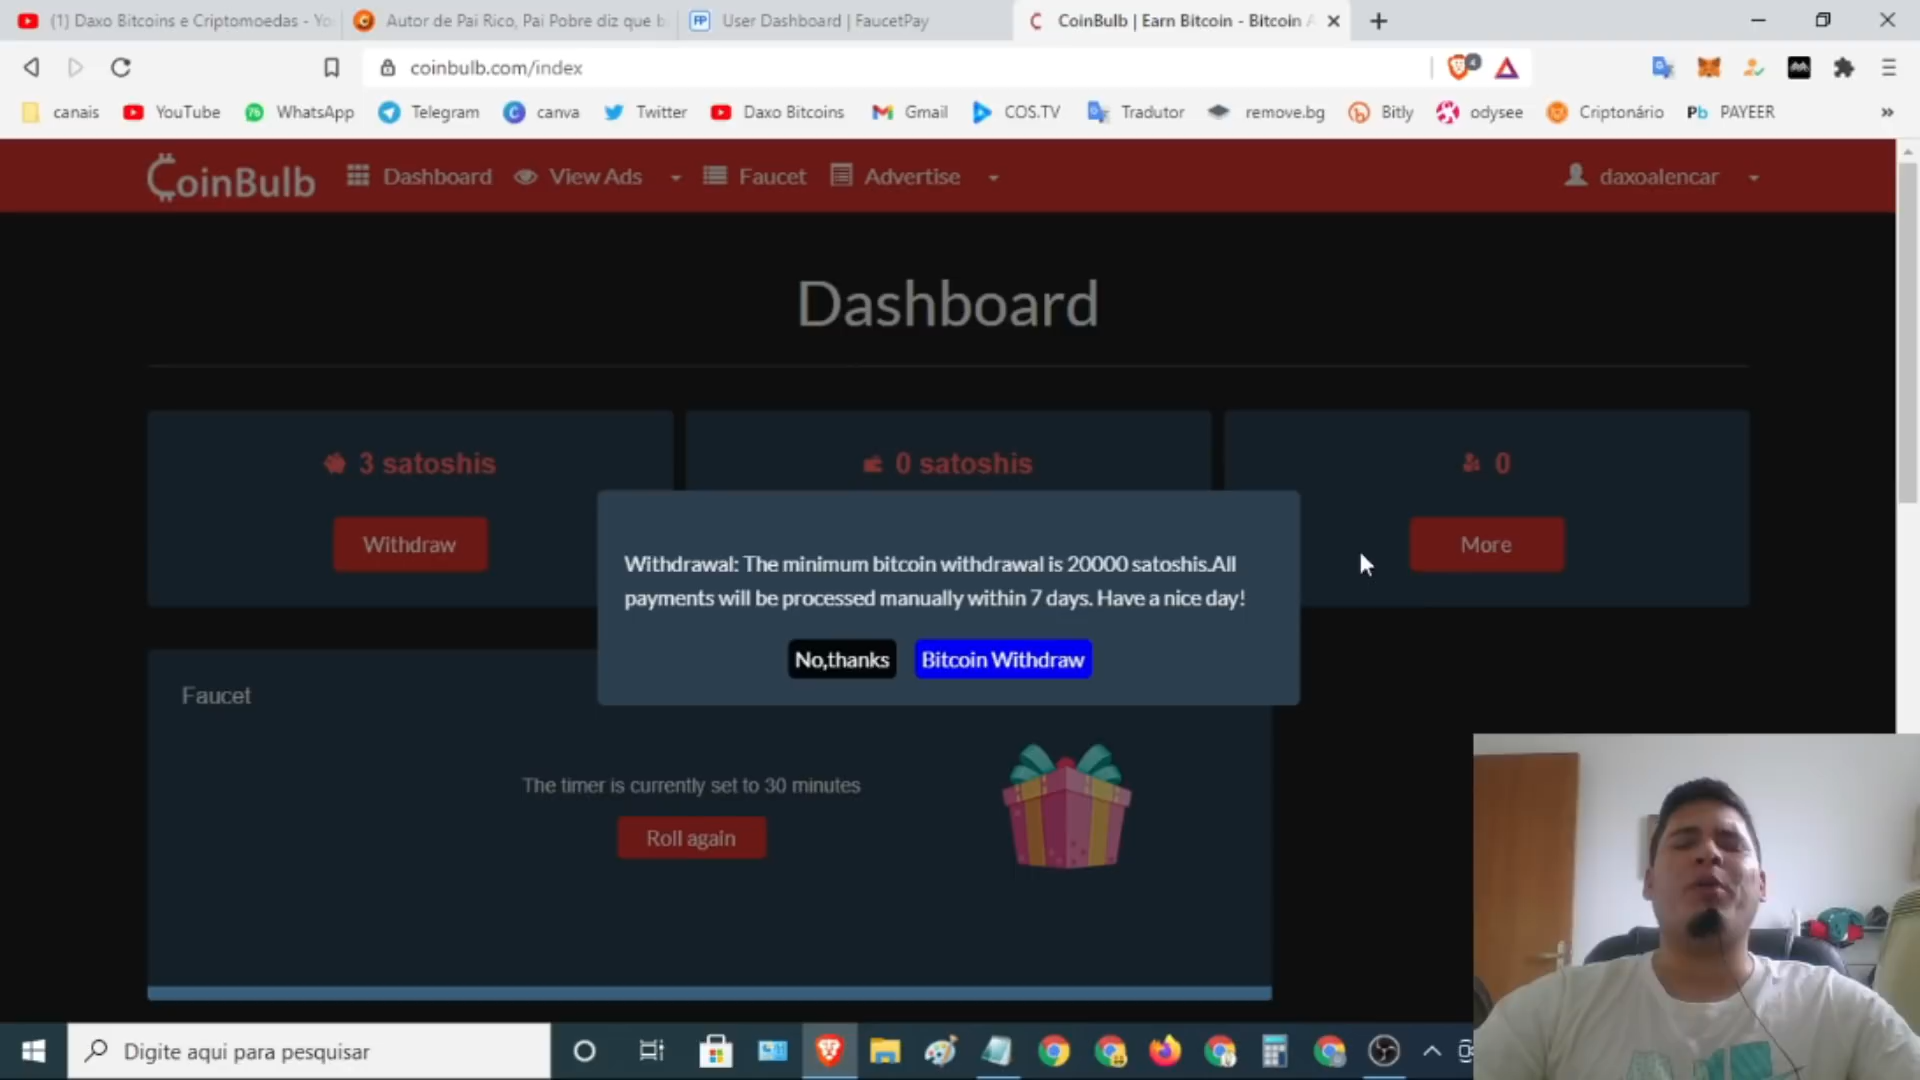 (1) Daxo Bitcoins e Criptomoedas - Yo
Autor de Pai Rico, Pai Pobre diz que b
User Dashboard | FaucetPay
CoinBulb | Earn Bitcoin - Bitcoin A
coinbulb.com/index
4
canais
YouTube
WhatsApp
Telegram
canva
Twitter
Daxo Bitcoins
Gmail
COS.TV
Tradutor
remove.bg
Bitly
odysee
Criptonário
Pb PAYEER
CoinBulb
Dashboard
View Ads
Faucet
Advertise
daxoalencar
Dashboard
3 satoshis
0 satoshis
0
Withdraw
More
Withdrawal: The minimum bitcoin withdrawal is 20000 satoshis.All
payments will be processed manually within 7 days. Have a nice day!
No,thanks
Bitcoin Withdraw
Faucet
The timer is currently set to 30 minutes
Roll again
Digite aqui para pesquisar